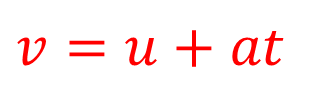 v = u + at